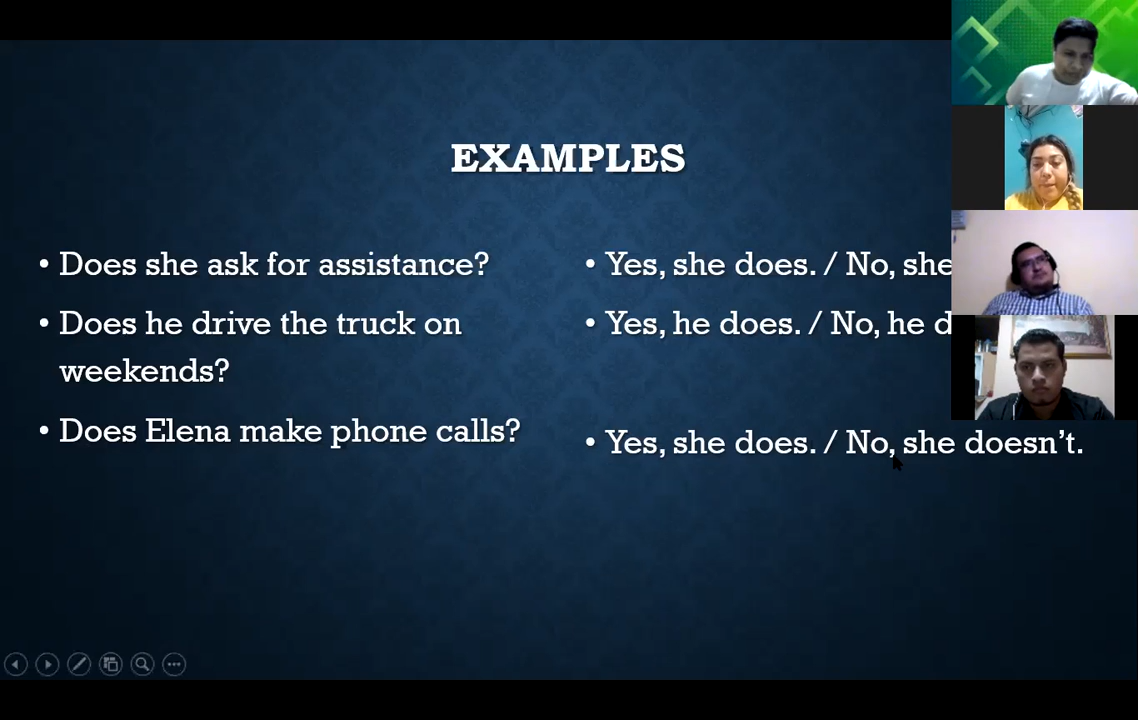 EXAMPLES
• Does she ask for assistance?
• Does he drive the truck on
weekends?
• Does Elena make phone calls?
• Yes, she does. / No, she
• Yes, he does. / No, he d
• Yes, she does. / No, she doesn't.